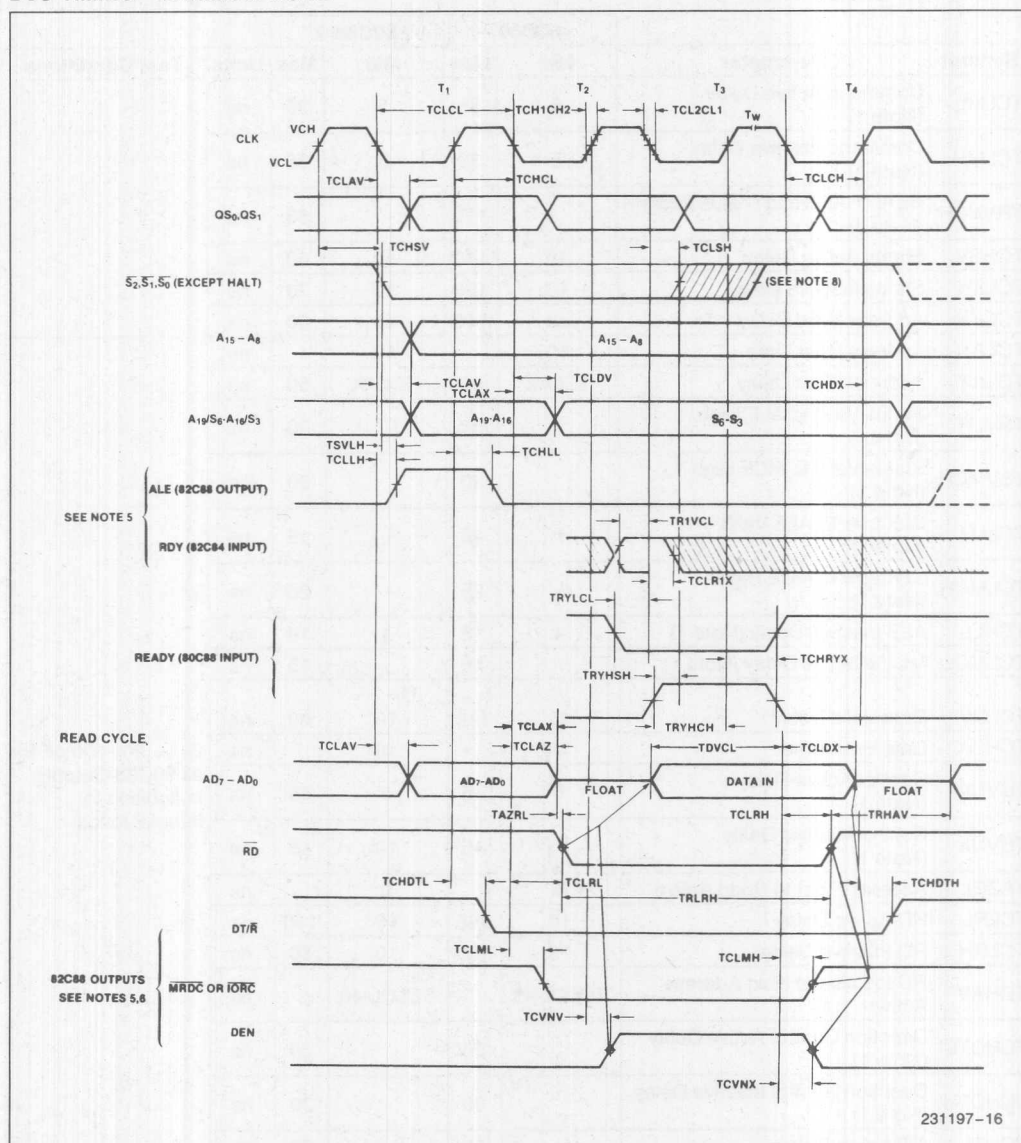 T1 T2 T3 T4
TCLCL TCH1CH2 TCL2CL1 TW
CLK VCH
VCL
TCLAV TCHCL TCLCH
QS0,QS1
TCHSV TCLSH
S2,S1,S0 (EXCEPT HALT) (SEE NOTE 8)
A15 – A8 A15 – A8
TCLAV TCLDV
TCLAX TCHDX
A19/S6-A16/S3 A19-A16 S6-S3
TSVLH
TCLLH TCHLL
ALE (82C88 OUTPUT)
SEE NOTE 5
TR1VCL
RDY (82C84 INPUT)
TCLR1X
TRYLCL
READY (80C88 INPUT) TCHRYX
TRYHSH
TRYHCH
READ CYCLE
TCLAX
TCLAV TCLAZ TDVCL TCLDX
AD7 – AD0 AD7-AD0 FLOAT DATA IN FLOAT
TAZRL TCLRH TRHAV
RD
TCHDTL TCLRL TRLRH TCHDTH
DT/R
TCLML TCLMH
82C88 OUTPUTS
SEE NOTES 5,6
MRDC OR IORC
TCVNV
DEN
TCVNX
231197–16